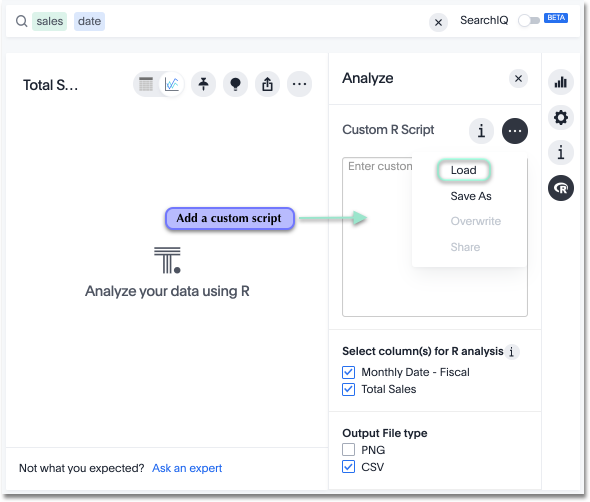 sales date
SearchIQ BETA
Total S...
Analyze
Custom R Script
Enter custom
Load
Save As
Overwrite
Share
Add a custom script
Analyze your data using R
Select column(s) for R analysis
Monthly Date - Fiscal
Total Sales
Output File type
PNG
CSV
Not what you expected? Ask an expert